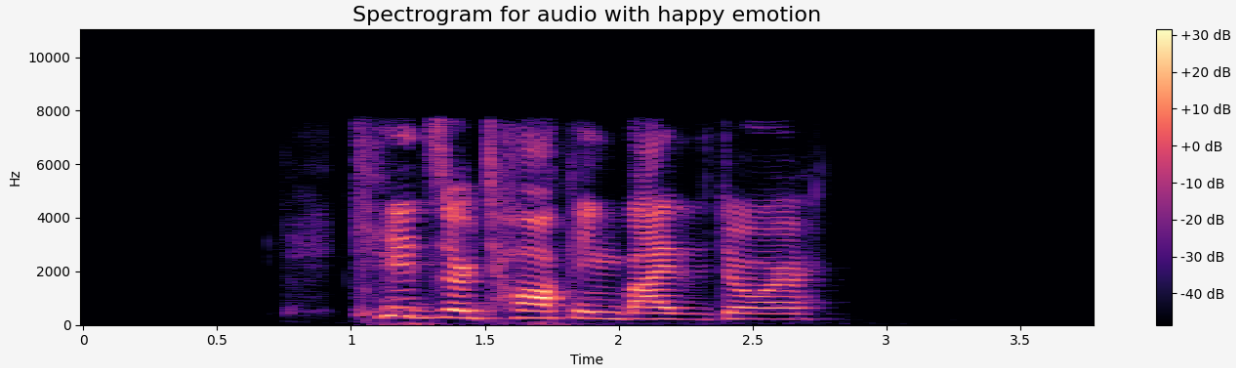 Spectrogram for audio with happy emotion
10000
8000
6000
4000
2000
0
Hz
0
0.5
1
1.5
2
2.5
3
3.5
Time
+30 dB
+20 dB
+10 dB
+0 dB
-10 dB
-20 dB
-30 dB
-40 dB